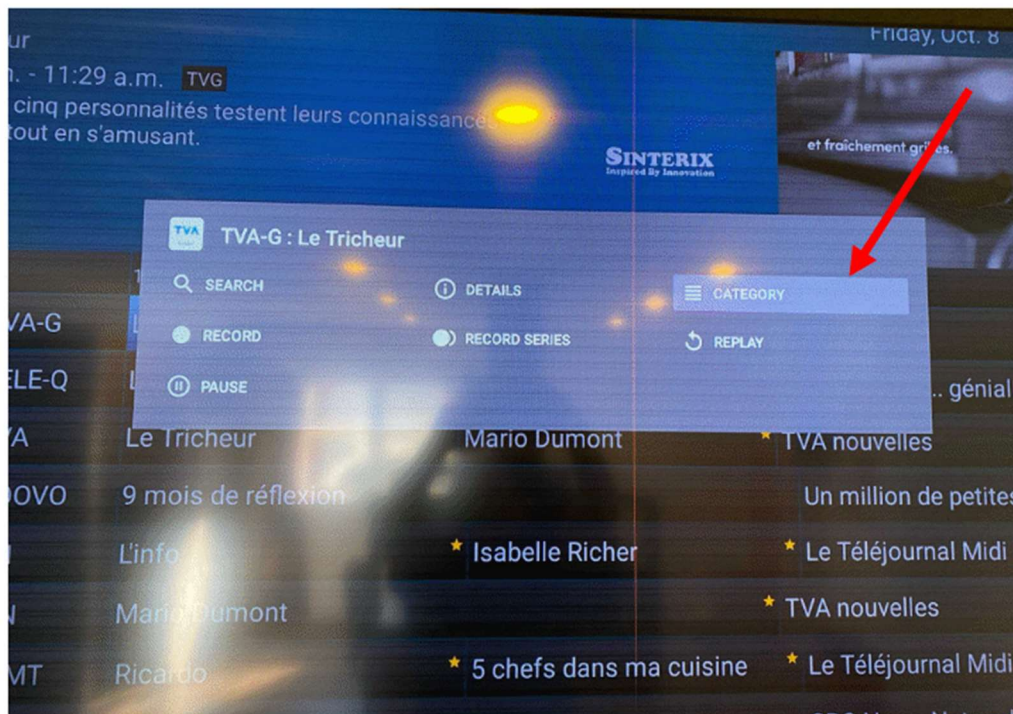 ur
Friday, Oct. 8
. - 11:29 a.m. TVG
cinq personnalités testent leurs connaissances
tout en s'amusant.
SINTERIX
Inspired By Innovation
et fraîchement grillés.
TVA
TVA-G : Le Tricheur
SEARCH
DETAILS
CATEGORY
RECORD
RECORD SERIES
REPLAY
PAUSE
VA-G
ELE-Q
.. génial
VA Le Tricheur Mario Dumont TVA nouvelles
OVO 9 mois de réflexion Un million de petites
L'info Isabelle Richer Le Téléjournal Midi
Mario Dumont TVA nouvelles
MT Ricardo 5 chefs dans ma cuisine Le Téléjournal Midi